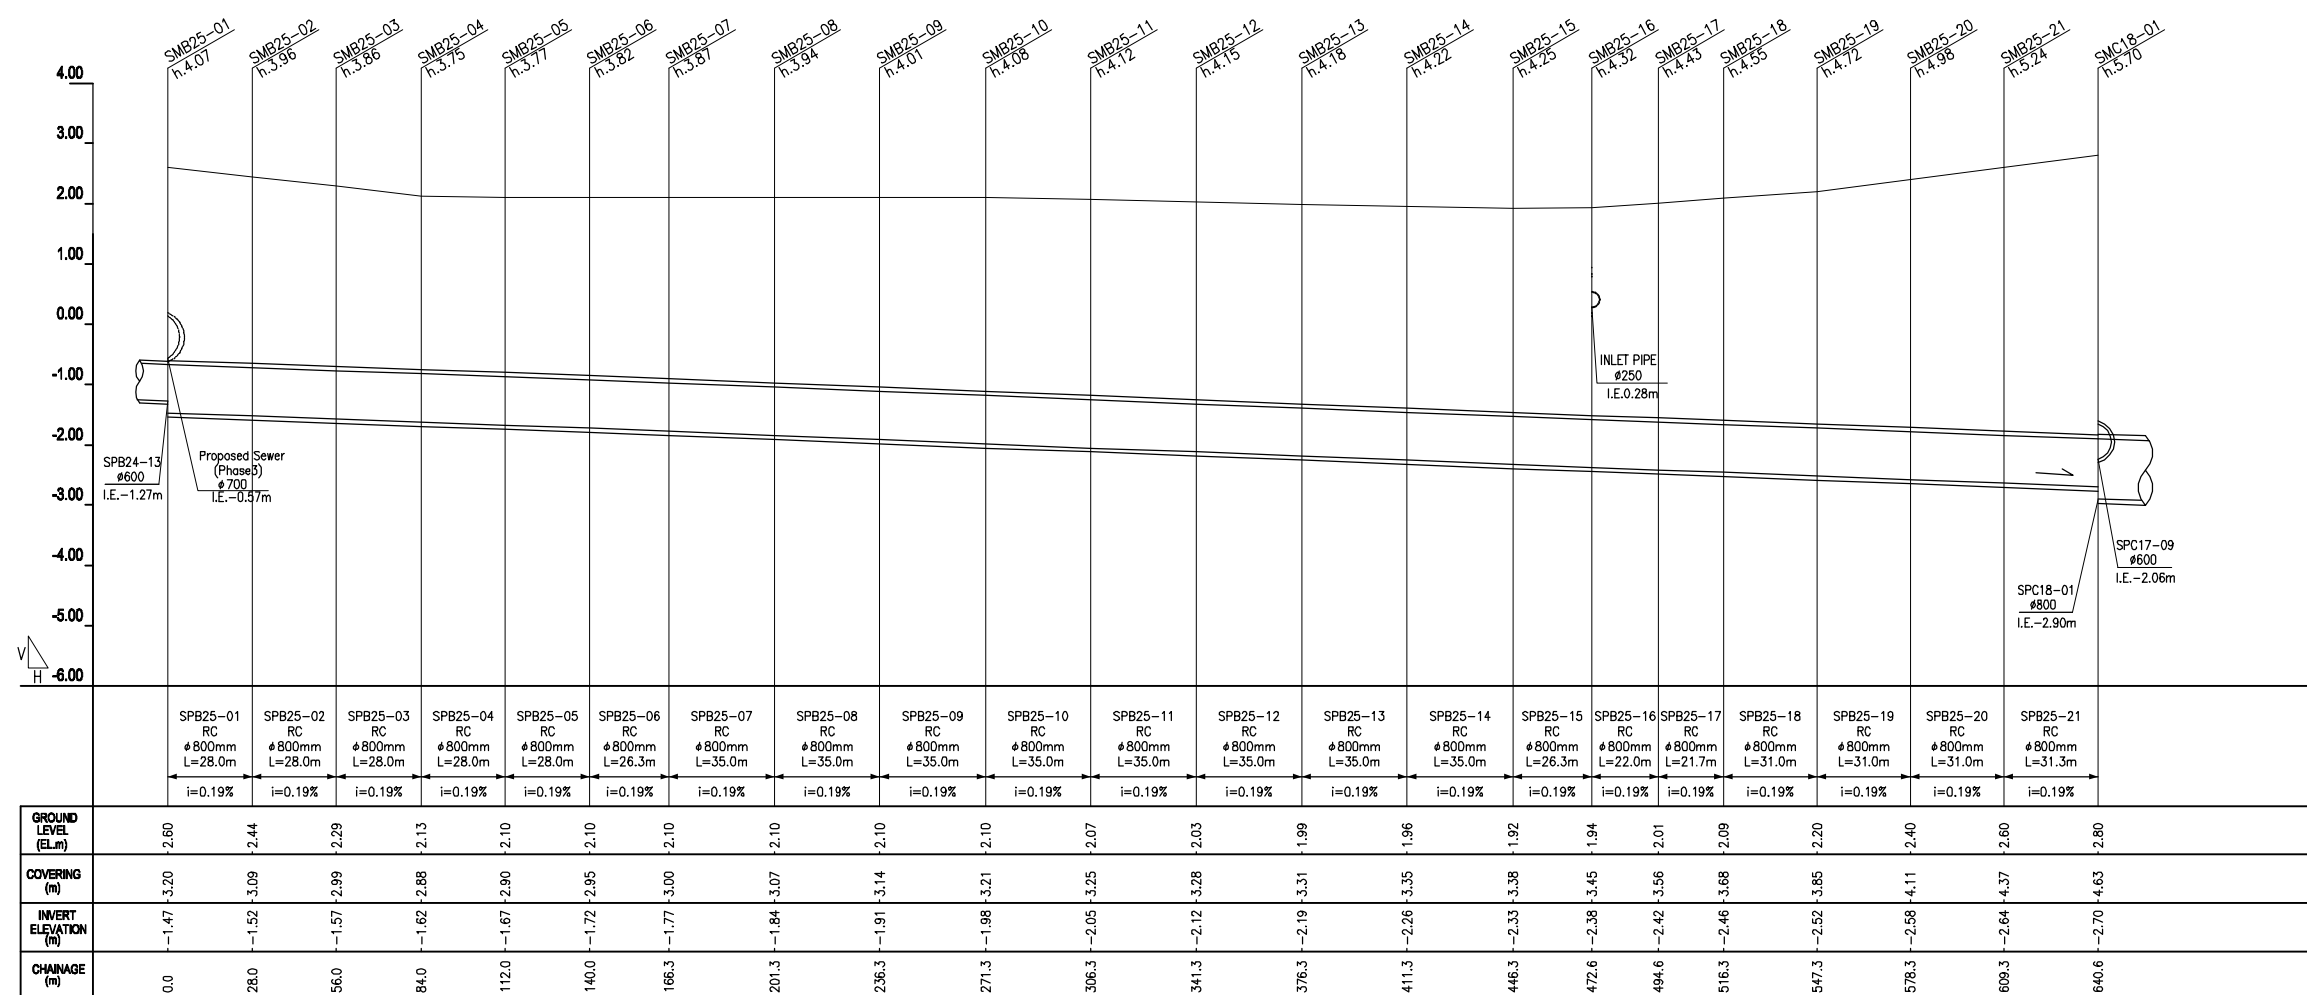 SMB25-01
h.4.07
SMB25-02
h.3.96
SMB25-03
h.3.86
SMB25-04
h.3.75
SMB25-05
h.3.77
SMB25-06
h.3.82
SMB25-07
h.3.87
SMB25-08
h.3.94
SMB25-09
h.4.01
SMB25-10
h.4.08
SMB25-11
h.4.12
SMB25-12
h.4.15
SMB25-13
h.4.18
SMB25-14
h.4.22
SMB25-15
h.4.25
SMB25-16
h.4.32
SMB25-17
h.4.43
SMB25-18
h.4.55
SMB25-19
h.4.72
SMB25-20
h.4.98
SMB25-21
h.5.24
SMC18-01
h.5.70
4.00
3.00
2.00
1.00
0.00
-1.00
-2.00
-3.00
-4.00
-5.00
-6.00
V
H
SPB24-13
ϕ600
I.E.-1.27m
Proposed Sewer
(Phase3)
ϕ700
I.E.-0.57m
INLET PIPE
ϕ250
I.E.0.28m
SPC17-09
ϕ600
I.E.-2.06m
SPC18-01
ϕ800
I.E.-2.90m
SPB25-01
RC
ϕ800mm
L=28.0m
i=0.19%
SPB25-02
RC
ϕ800mm
L=28.0m
i=0.19%
SPB25-03
RC
ϕ800mm
L=28.0m
i=0.19%
SPB25-04
RC
ϕ800mm
L=28.0m
i=0.19%
SPB25-05
RC
ϕ800mm
L=28.0m
i=0.19%
SPB25-06
RC
ϕ800mm
L=26.3m
i=0.19%
SPB25-07
RC
ϕ800mm
L=35.0m
i=0.19%
SPB25-08
RC
ϕ800mm
L=35.0m
i=0.19%
SPB25-09
RC
ϕ800mm
L=35.0m
i=0.19%
SPB25-10
RC
ϕ800mm
L=35.0m
i=0.19%
SPB25-11
RC
ϕ800mm
L=35.0m
i=0.19%
SPB25-12
RC
ϕ800mm
L=35.0m
i=0.19%
SPB25-13
RC
ϕ800mm
L=35.0m
i=0.19%
SPB25-14
RC
ϕ800mm
L=35.0m
i=0.19%
SPB25-15
RC
ϕ800mm
L=26.3m
i=0.19%
SPB25-16
RC
ϕ800mm
L=22.0m
i=0.19%
SPB25-17
RC
ϕ800mm
L=21.7m
i=0.19%
SPB25-18
RC
ϕ800mm
L=31.0m
i=0.19%
SPB25-19
RC
ϕ800mm
L=31.0m
i=0.19%
SPB25-20
RC
ϕ800mm
L=31.0m
i=0.19%
SPB25-21
RC
ϕ800mm
L=31.3m
i=0.19%
GROUND
LEVEL
(EL.m)
2.60 2.44 2.29 2.13 2.10 2.10 2.10 2.10 2.10 2.10 2.07 2.03 1.99 1.96 1.92 1.94 2.01 2.09 2.20 2.40 2.60 2.80
COVERING
(m)
3.20 3.09 2.99 2.88 2.90 2.95 3.00 3.07 3.14 3.21 3.25 3.28 3.31 3.35 3.38 3.45 3.56 3.68 3.85 4.11 4.37 4.63
INVERT
ELEVATION
(m)
-1.47 -1.52 -1.57 -1.62 -1.67 -1.72 -1.77 -1.84 -1.91 -1.98 -2.05 -2.12 -2.19 -2.26 -2.33 -2.38 -2.42 -2.46 -2.52 -2.58 -2.64 -2.70
CHAINAGE
(m)
0.0 28.0 56.0 84.0 112.0 140.0 166.3 201.3 236.3 271.3 306.3 341.3 376.3 411.3 446.3 472.6 494.6 516.3 547.3 578.3 609.3 640.6